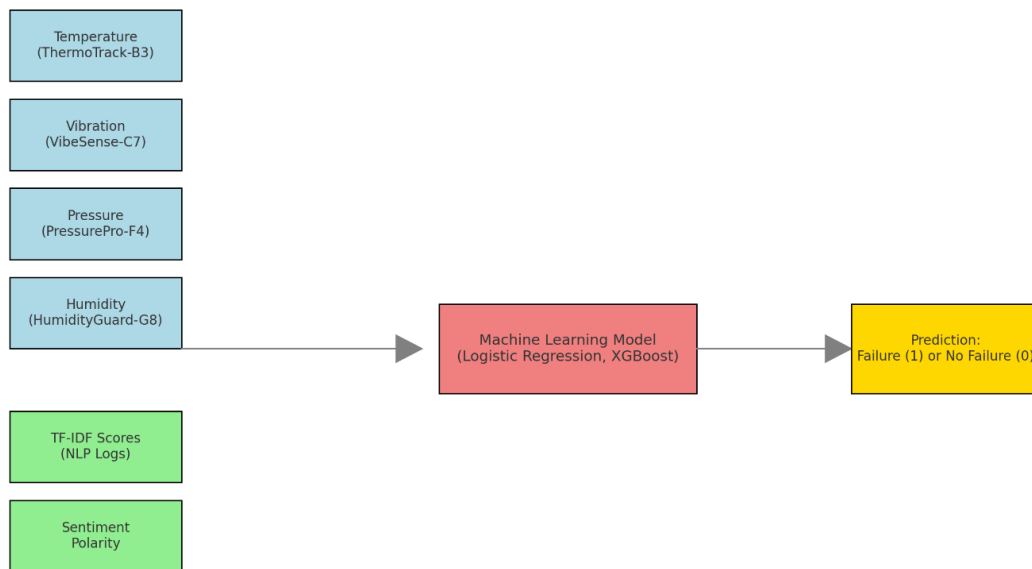 Temperature
(ThermoTrack-B3)
Vibration
(VibeSense-C7)
Pressure
(PressurePro-F4)
Humidity
(HumidityGuard-G8)
Machine Learning Model
(Logistic Regression, XGBoost)
Prediction:
Failure (1) or No Failure (0)
TF-IDF Scores
(NLP Logs)
Sentiment
Polarity